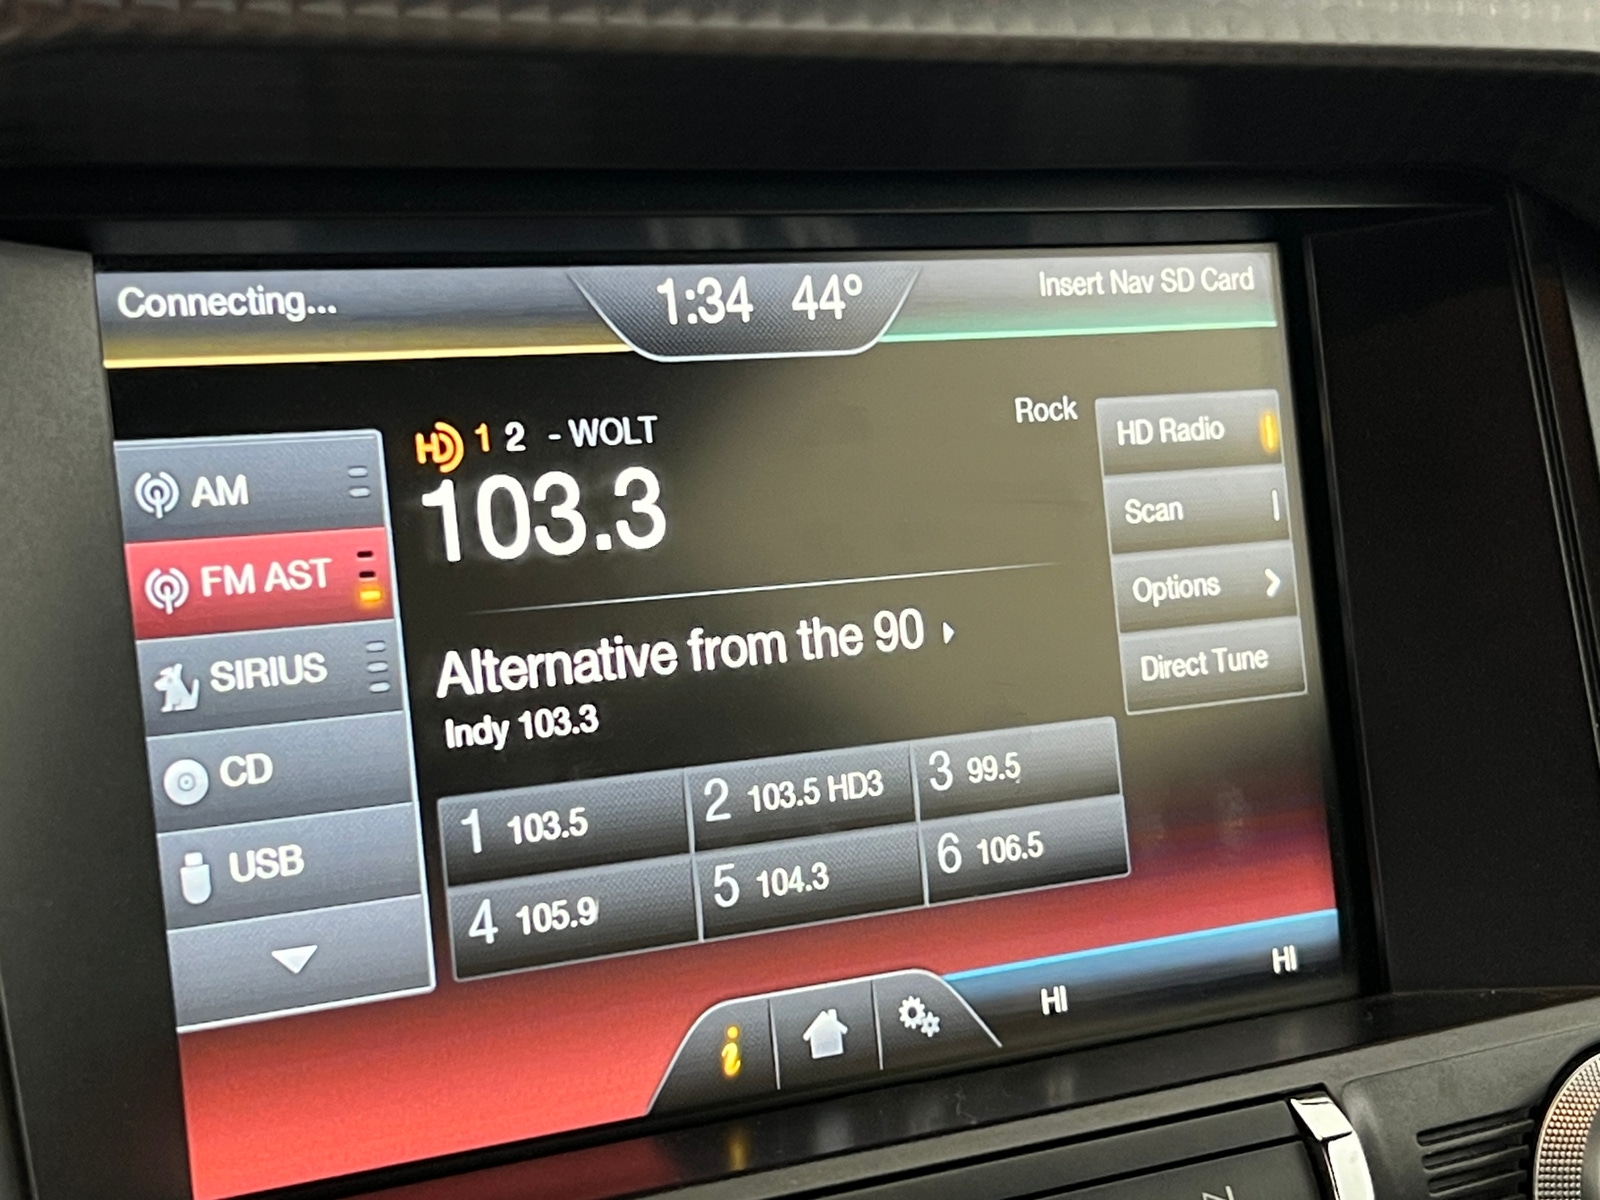 Connecting...
1:34 44°
Insert Nav SD Card
HD 1 2 - WOLT
Rock
103.3
Alternative from the 90
Indy 103.3
AM
FM AST
SIRIUS
CD
USB
HD Radio
Scan
Options
Direct Tune
1 103.5
2 103.5 HD3
3 99.5
4 105.9
5 104.3
6 106.5
i
HI
HI